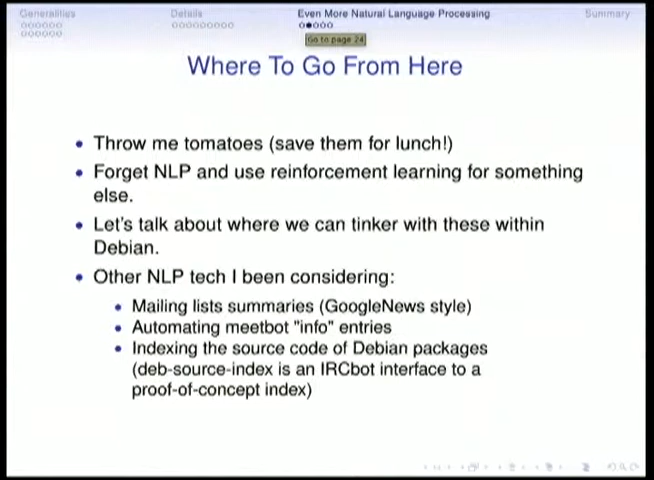 Generalities
Details
Even More Natural Language Processing
Summary
Go to page 24
Where To Go From Here
• Throw me tomatoes (save them for lunch!)
• Forget NLP and use reinforcement learning for something
else.
• Let's talk about where we can tinker with these within
Debian.
• Other NLP tech I been considering:
• Mailing lists summaries (GoogleNews style)
• Automating meetbot "info" entries
• Indexing the source code of Debian packages
(deb-source-index is an IRCbot interface to a
proof-of-concept index)